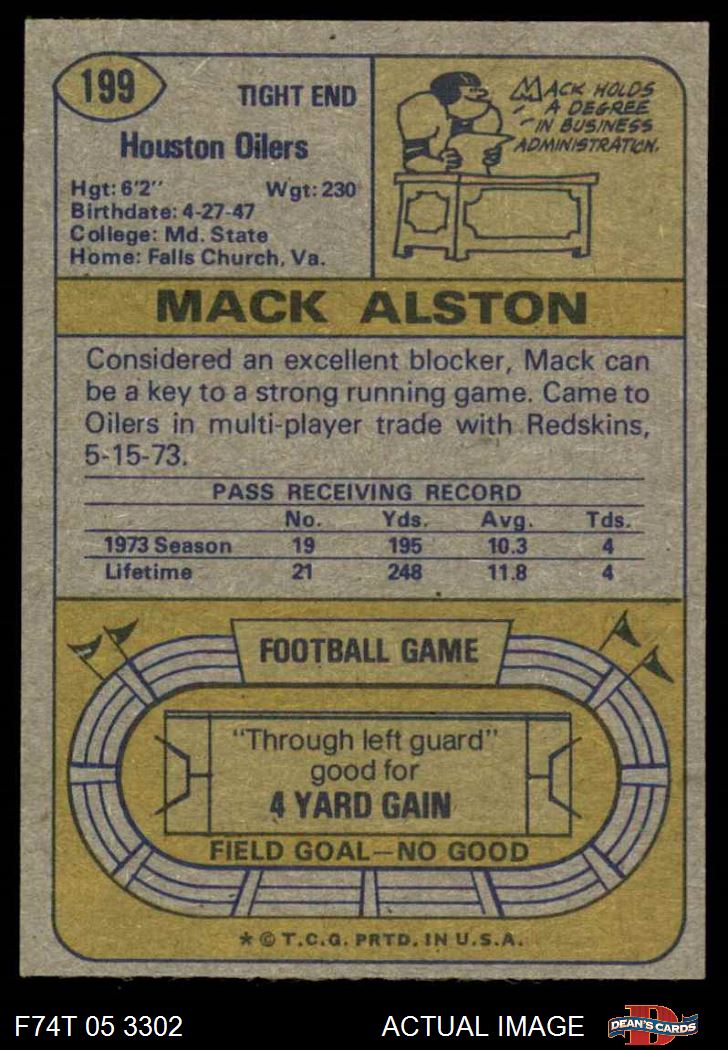 199
TIGHT END
Houston Oilers
Hgt: 6'2" Wgt: 230
Birthdate: 4-27-47
College: Md. State
Home: Falls Church, Va.
MACK HOLDS
A DEGREE
IN BUSINESS
ADMINISTRATION.
MACK ALSTON
Considered an excellent blocker, Mack can
be a key to a strong running game. Came to
Oilers in multi-player trade with Redskins,
5-15-73.
PASS RECEIVING RECORD
No. Yds. Avg. Tds.
1973 Season 19 195 10.3 4
Lifetime 21 248 11.8 4
FOOTBALL GAME
"Through left guard"
good for
4 YARD GAIN
FIELD GOAL—NO GOOD
* © T.C.G. PRTD. IN U.S.A.
F74T 05 3302 ACTUAL IMAGE
D
DEAN'S CARDS